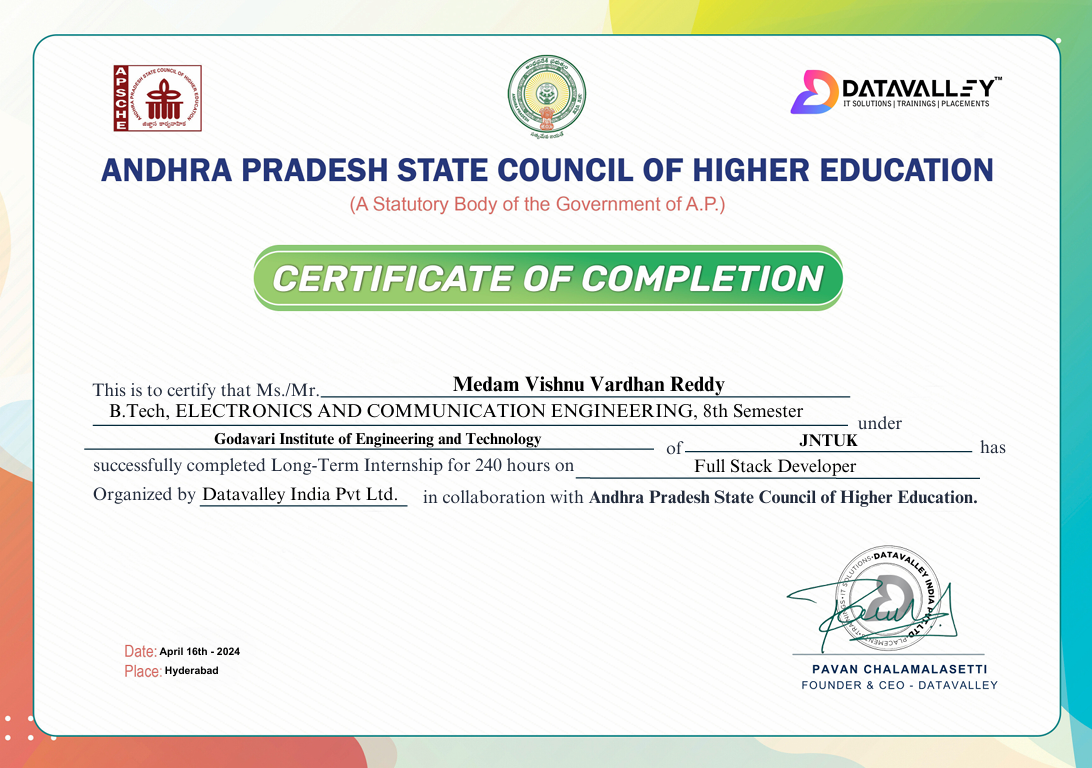 APSCHE
ANDHRA PRADESH STATE COUNCIL OF HIGHER EDUCATION
DATAVALLEY™
IT SOLUTIONS | TRAININGS | PLACEMENTS
ANDHRA PRADESH STATE COUNCIL OF HIGHER EDUCATION
(A Statutory Body of the Government of A.P.)
CERTIFICATE OF COMPLETION
This is to certify that Ms./Mr. Medam Vishnu Vardhan Reddy
B.Tech, ELECTRONICS AND COMMUNICATION ENGINEERING, 8th Semester under
Godavari Institute of Engineering and Technology of JNTUK has
successfully completed Long-Term Internship for 240 hours on Full Stack Developer
Organized by Datavalley India Pvt Ltd. in collaboration with Andhra Pradesh State Council of Higher Education.
DATAVALLEY INDIA PVT LTD
IT SOLUTIONS
PLACEMENTS
Date: April 16th - 2024
Place: Hyderabad
PAVAN CHALAMALASETTI
FOUNDER & CEO - DATAVALLEY